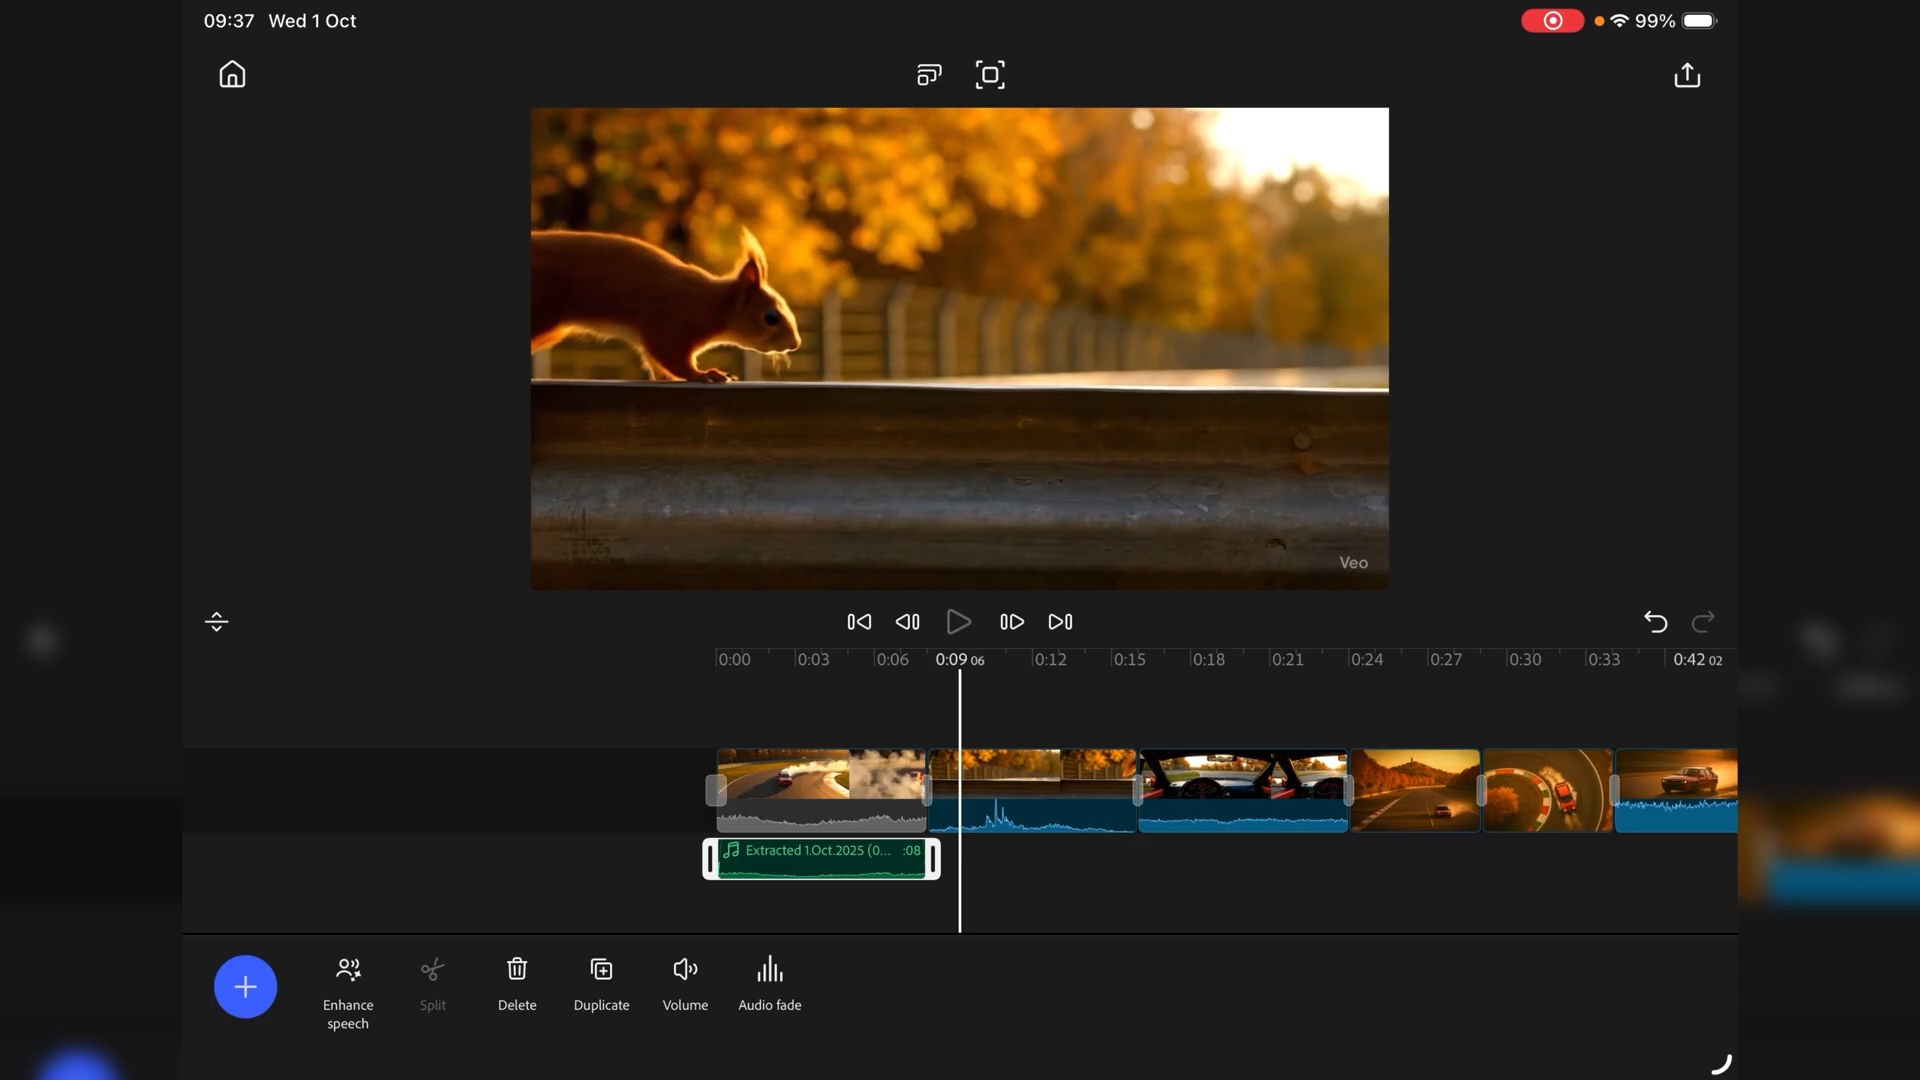 09:37 Wed 1 Oct
99%
Veo
0:00 0:03 0:06 0:09 06 0:12 0:15 0:18 0:21 0:24 0:27 0:30 0:33 0:42 02
Extracted 1.Oct.2025 (0... :08
Enhance
speech
Split
Delete
Duplicate
Volume
Audio fade